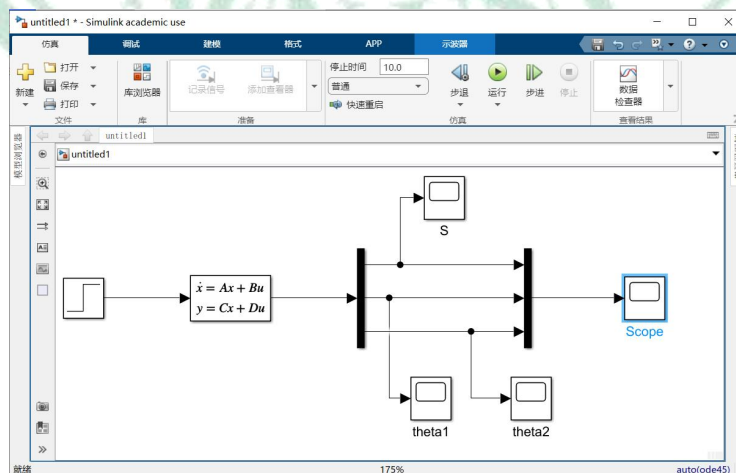 untitled1 * - Simulink academic use
仿真 调试 建模 格式 APP 示波器
新建
打开
保存
打印
文件
库浏览器
库
记录信号
添加查看器
准备
停止时间 10.0
普通
快速重启
步退
运行
步进
停止
仿真
数据
检查器
查看结果
模型浏览器
untitled1
untitled1
S
ẋ = Ax + Bu
y = Cx + Du
Scope
theta1
theta2
就绪
175%
auto(ode45)